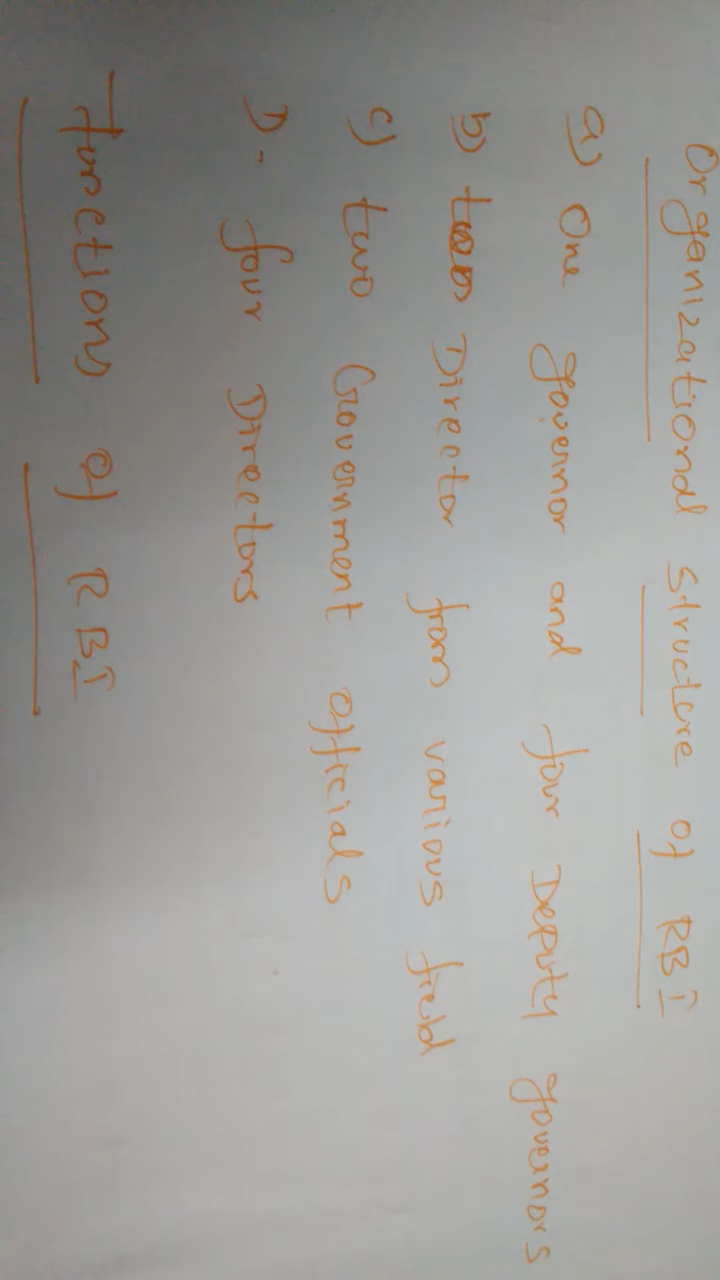 Organizational Structure of RBI
a) One governor and four Deputy governors
b) Director from various field
c) two Government officials
D. four Directors
Functions of RBI